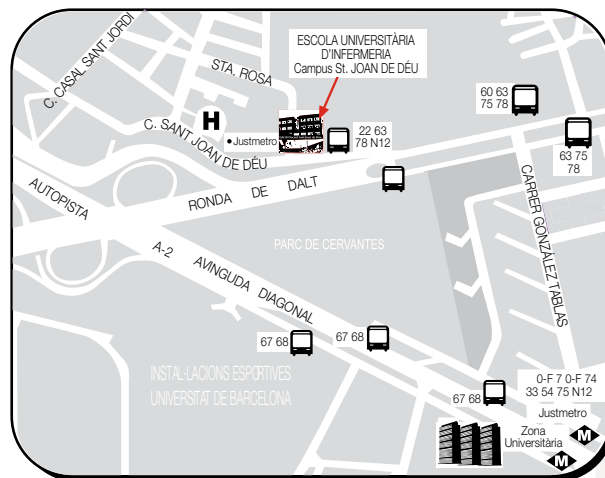 C. CASAL SANT JORDI
STA. ROSA
ESCOLA UNIVERSITÀRIA
D'INFERMERIA
Campus St. JOAN DE DÉU
60 63
75 78
H
C. SANT JOAN DE DÉU
Justmetro
22 63
78 N12
63 75
78
AUTOPISTA
RONDA DE DALT
CARRER GONZÁLEZ TABLAS
A-2 AVINGUDA DIAGONAL
PARC DE CERVANTES
67 68
67 68
INSTAL·LACIONS ESPORTIVES
UNIVERSITAT DE BARCELONA
67 68
0-F 7 0-F 74
33 54 75 N12
Justmetro
Zona
Universitària
M
M